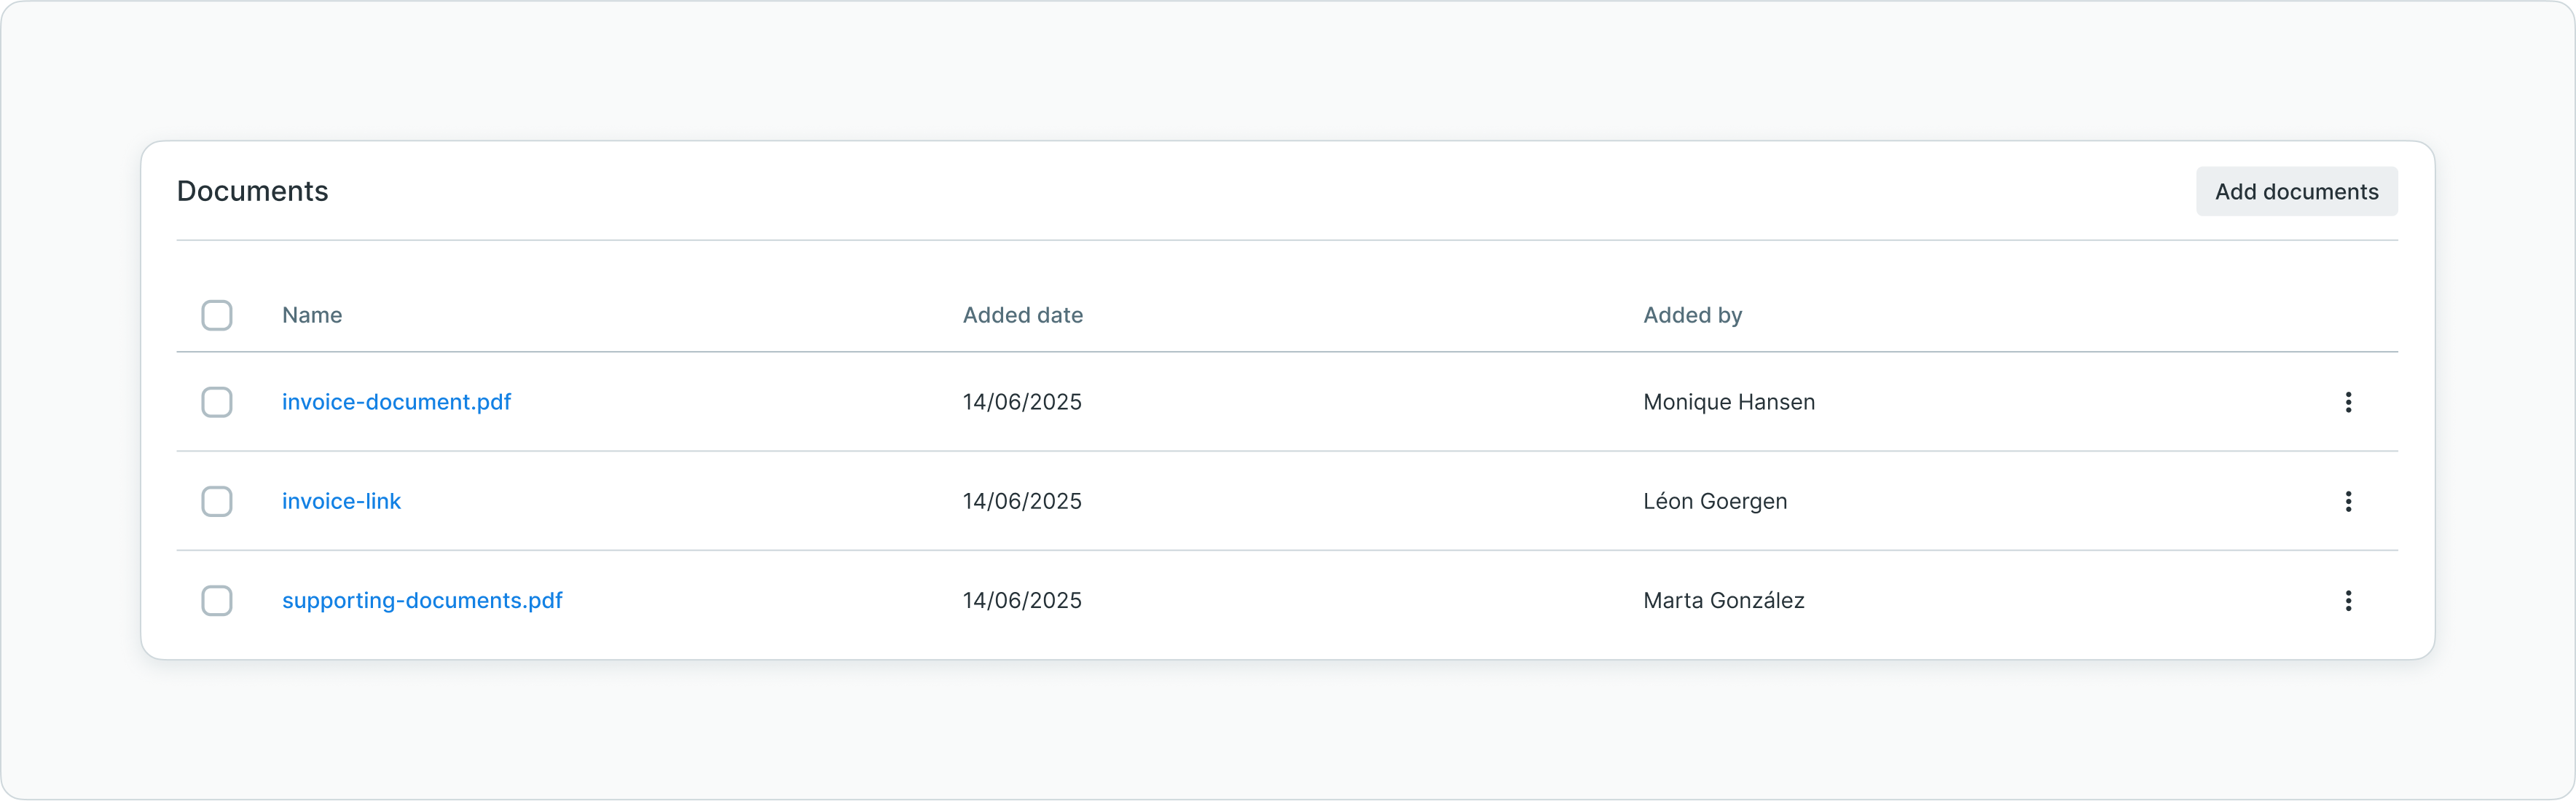 Documents
Add documents
Name Added date Added by
invoice-document.pdf 14/06/2025 Monique Hansen
invoice-link 14/06/2025 Léon Goergen
supporting-documents.pdf 14/06/2025 Marta González